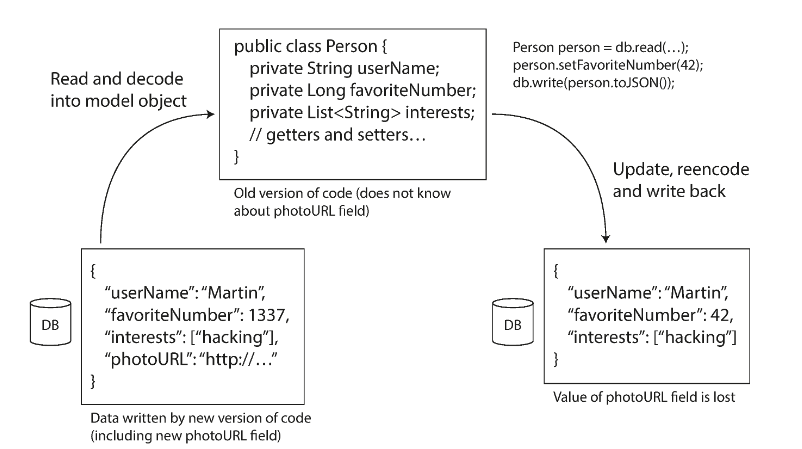 Read and decode
into model object
public class Person {
private String userName;
private Long favoriteNumber;
private List<String> interests;
// getters and setters…
}
Old version of code (does not know
about photoURL field)
Person person = db.read(…);
person.setFavoriteNumber(42);
db.write(person.toJSON());
Update, reencode
and write back
DB
{
“userName”: “Martin”,
“favoriteNumber”: 1337,
“interests”: [“hacking”],
“photoURL”: “http://…”
}
Data written by new version of code
(including new photoURL field)
DB
{
“userName”: “Martin”,
“favoriteNumber”: 42,
“interests”: [“hacking”]
}
Value of photoURL field is lost